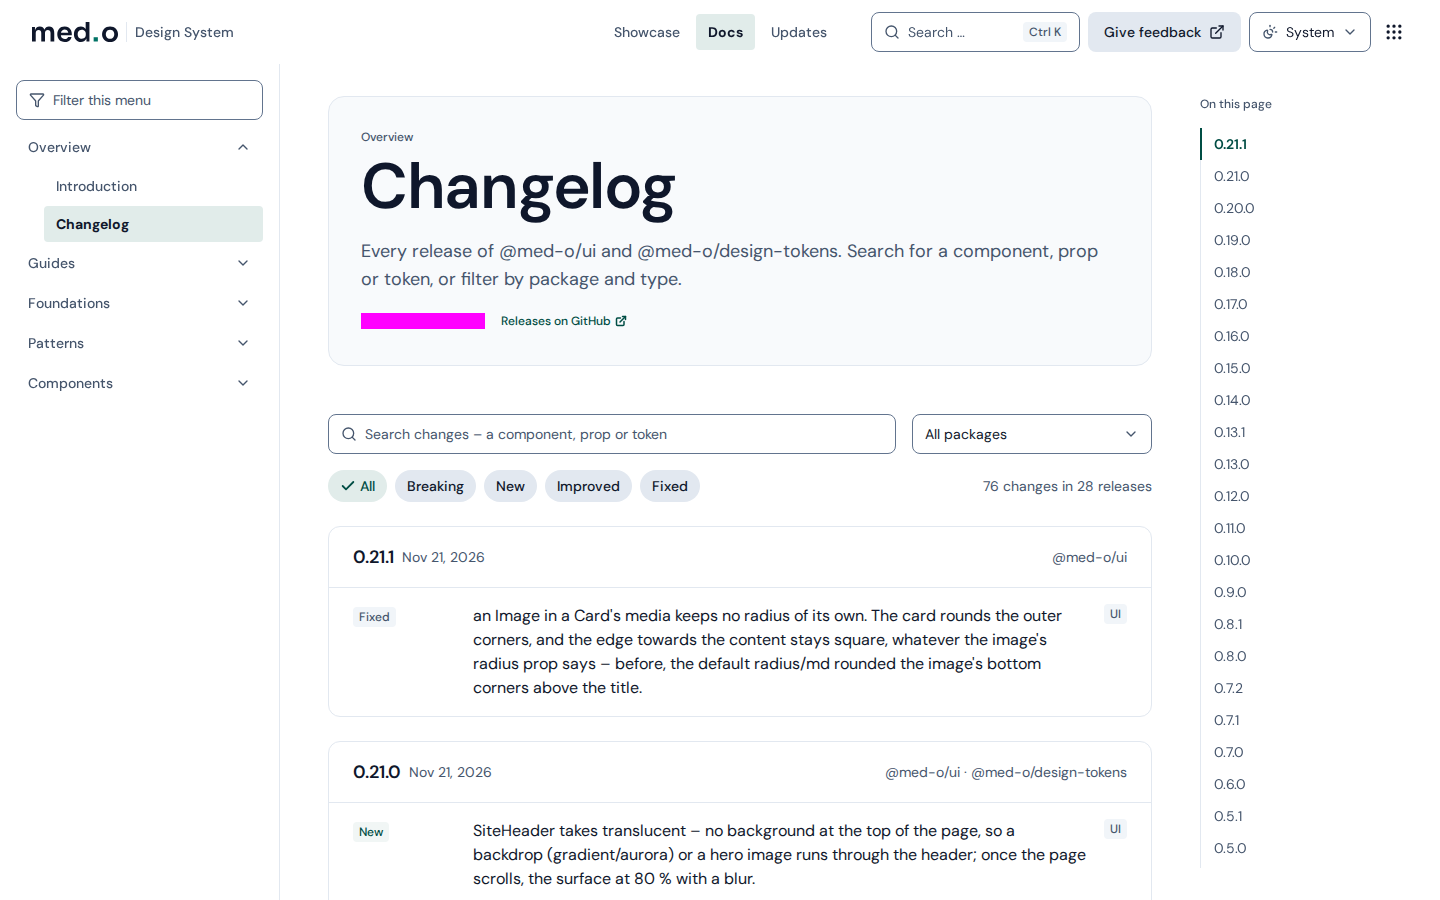 med.o
Design System
Showcase
Docs
Updates
Search ...
Ctrl K
Give feedback
System
Filter this menu
Overview
Introduction
Changelog
Guides
Foundations
Patterns
Components
Overview
Changelog
Every release of @med-o/ui and @med-o/design-tokens. Search for a component, prop
or token, or filter by package and type.
Releases on GitHub
Search changes – a component, prop or token
All packages
All
Breaking
New
Improved
Fixed
76 changes in 28 releases
0.21.1 Nov 21, 2026
@med-o/ui
Fixed
an Image in a Card's media keeps no radius of its own. The card rounds the outer
corners, and the edge towards the content stays square, whatever the image's
radius prop says – before, the default radius/md rounded the image's bottom
corners above the title.
UI
0.21.0 Nov 21, 2026
@med-o/ui · @med-o/design-tokens
New
SiteHeader takes translucent – no background at the top of the page, so a
backdrop (gradient/aurora) or a hero image runs through the header; once the page
scrolls, the surface at 80 % with a blur.
UI
On this page
0.21.1
0.21.0
0.20.0
0.19.0
0.18.0
0.17.0
0.16.0
0.15.0
0.14.0
0.13.1
0.13.0
0.12.0
0.11.0
0.10.0
0.9.0
0.8.1
0.8.0
0.7.2
0.7.1
0.7.0
0.6.0
0.5.1
0.5.0